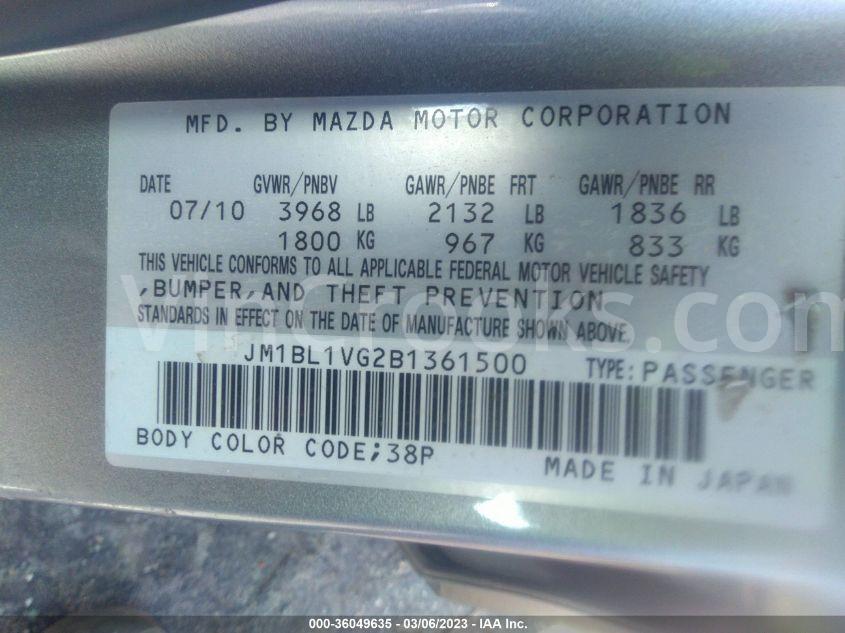 MFD. BY MAZDA MOTOR CORPORATION
DATE GVWR/PNBV GAWR/PNBE FRT GAWR/PNBE RR
07/10 3968 LB 2132 LB 1836 LB
1800 KG 967 KG 833 KG
THIS VEHICLE CONFORMS TO ALL APPLICABLE FEDERAL MOTOR VEHICLE SAFETY
,BUMPER,AND THEFT PREVENTION
STANDARDS IN EFFECT ON THE DATE OF MANUFACTURE SHOWN ABOVE.
VinCrooks.com
JM1BL1VG2B1361500 TYPE:PASSENGER
BODY COLOR CODE;38P
MADE IN JAPAN
000-36049635 - 03/06/2023 - IAA Inc.